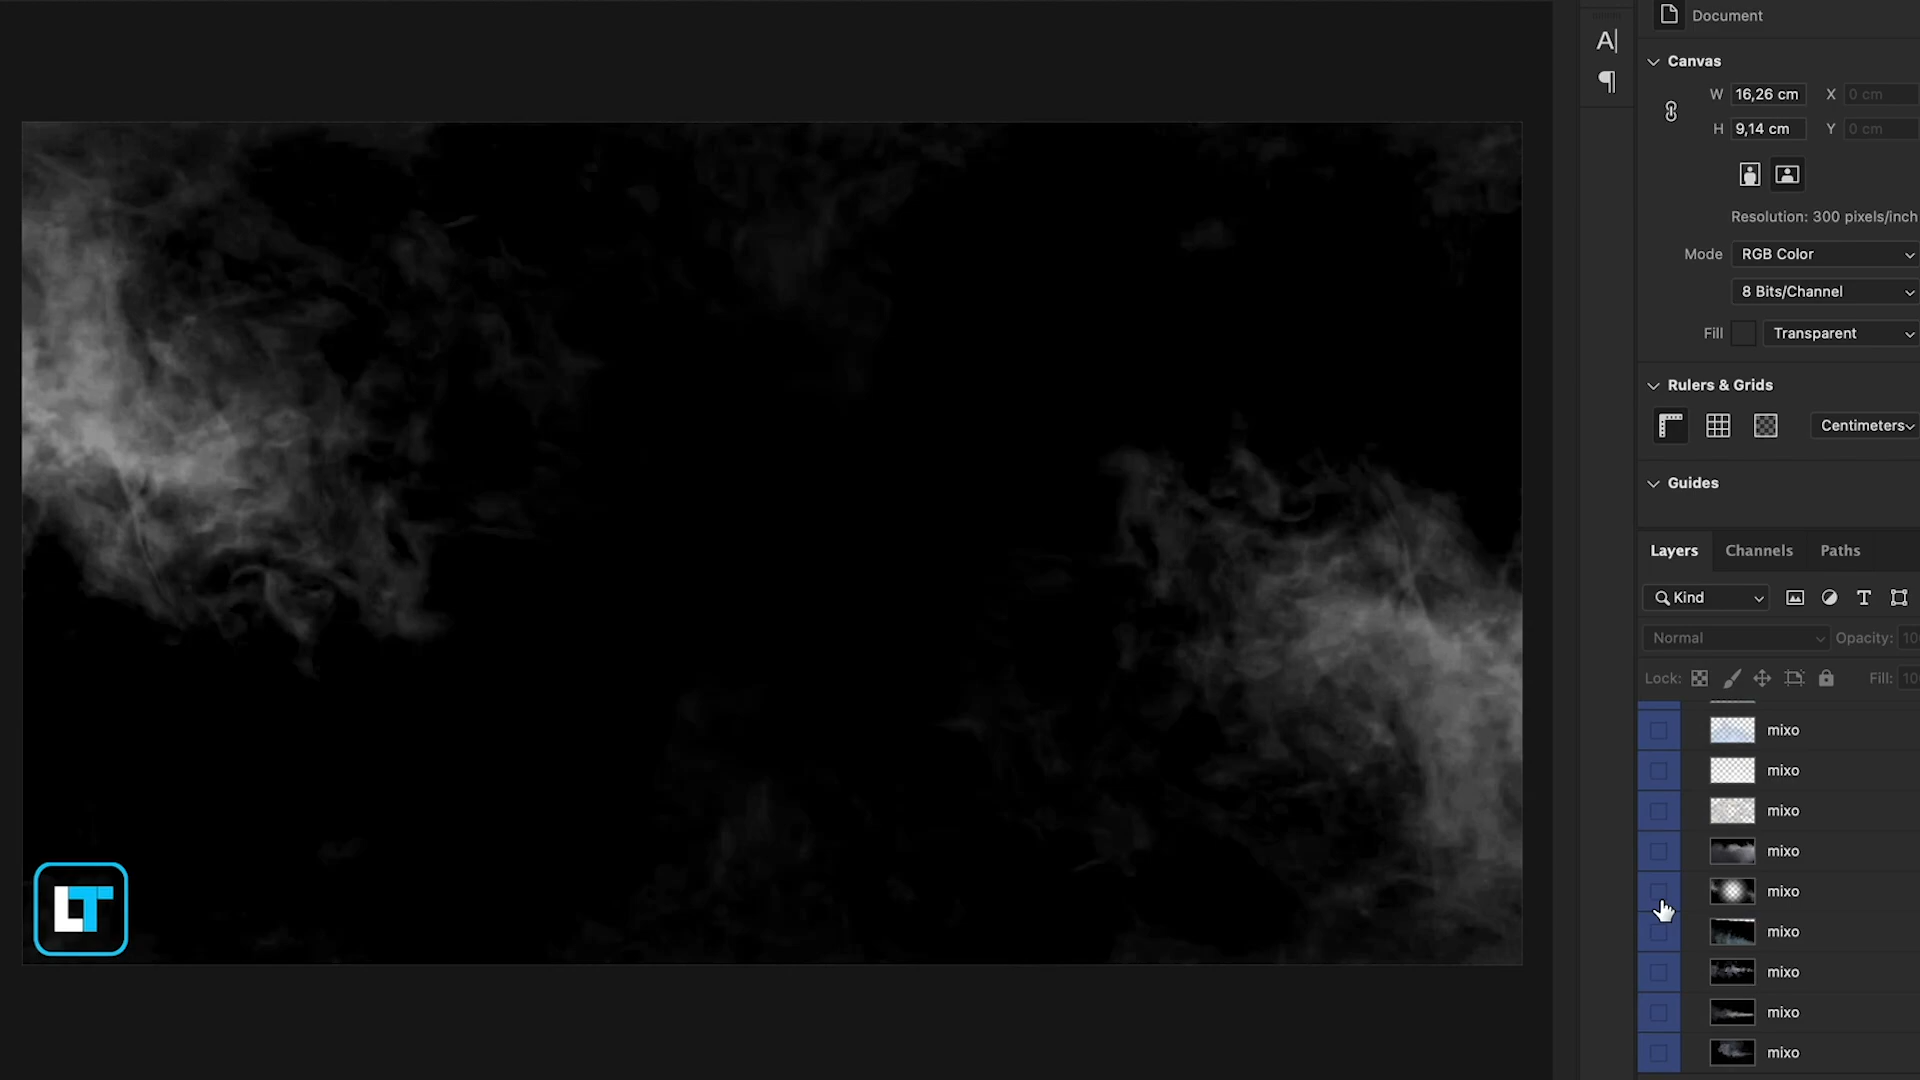 A|
Document
Canvas
W 16,26 cm X 0 cm
H 9,14 cm Y 0 cm
Resolution: 300 pixels/inch
Mode RGB Color
8 Bits/Channel
Fill Transparent
Rulers & Grids
Centimeters
Guides
Layers Channels Paths
Kind T
Normal Opacity: 10
Lock: Fill: 10
mixo
mixo
mixo
mixo
mixo
mixo
mixo
mixo
mixo
LT